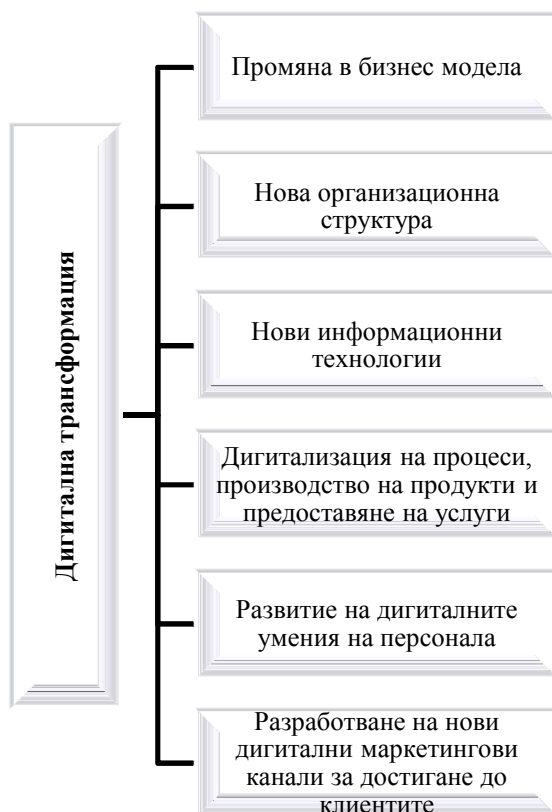 Дигитална трансформация
Промяна в бизнес модела
Нова организационна
структура
Нови информационни
технологии
Дигитализация на процеси,
производство на продукти и
предоставяне на услуги
Развитие на дигиталните
умения на персонала
Разработване на нови
дигитални маркетингови
канали за достигане до
клиентите